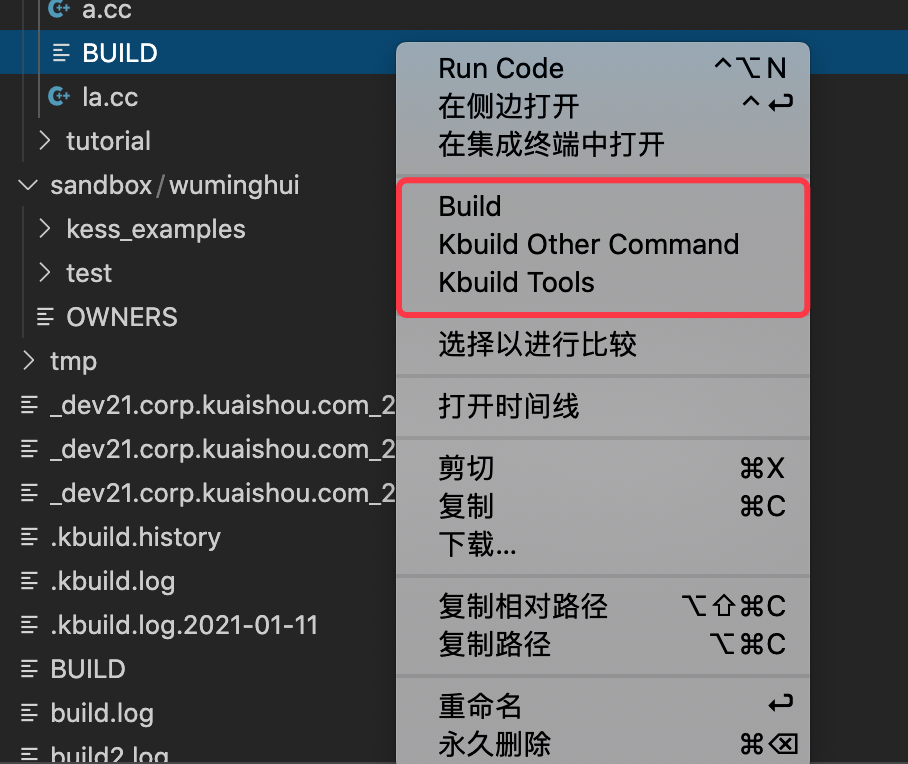 a.cc
BUILD
la.cc
tutorial
sandbox/wuminghui
kess_examples
test
OWNERS
tmp
_dev21.corp.kuaishou.com_2
_dev21.corp.kuaishou.com_2
_dev21.corp.kuaishou.com_2
.kbuild.history
.kbuild.log
.kbuild.log.2021-01-11
BUILD
build.log
build2.log
Run Code ⌃⌥N
在侧边打开 ⌃↩
在集成终端中打开
Build
Kbuild Other Command
Kbuild Tools
选择以进行比较
打开时间线
剪切 ⌘X
复制 ⌘C
下载...
复制相对路径 ⌥⇧⌘C
复制路径 ⌥⌘C
重命名 ↩
永久删除 ⌘⌫